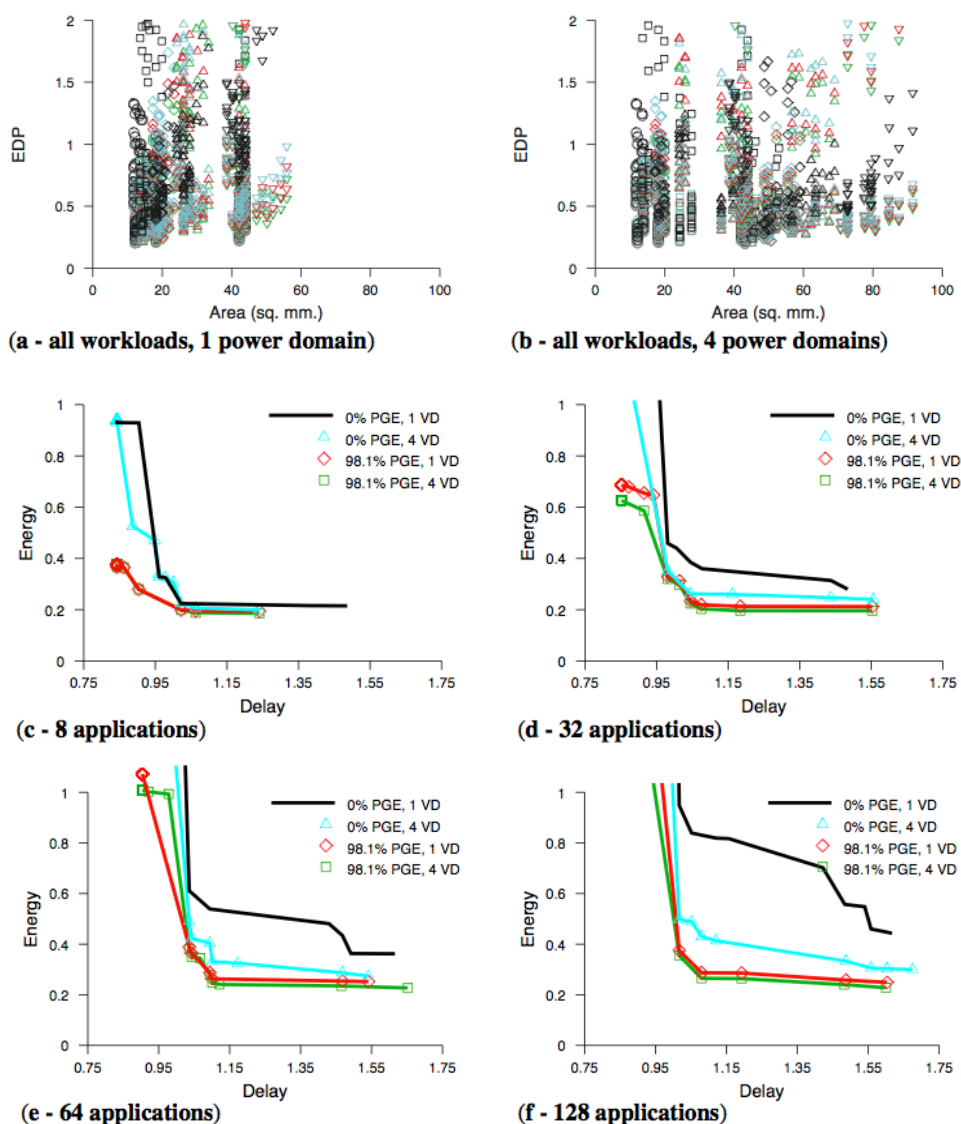 2
1.5
1
0.5
0
EDP
0 20 40 60 80 100
Area (sq. mm.)
(a - all workloads, 1 power domain)
2
1.5
1
0.5
0
EDP
0 20 40 60 80 100
Area (sq. mm.)
(b - all workloads, 4 power domains)
1
0.8
0.6
0.4
0.2
0
Energy
0% PGE, 1 VD
0% PGE, 4 VD
98.1% PGE, 1 VD
98.1% PGE, 4 VD
0.75 0.95 1.15 1.35 1.55 1.75
Delay
(c - 8 applications)
1
0.8
0.6
0.4
0.2
0
Energy
0% PGE, 1 VD
0% PGE, 4 VD
98.1% PGE, 1 VD
98.1% PGE, 4 VD
0.75 0.95 1.15 1.35 1.55 1.75
Delay
(d - 32 applications)
1
0.8
0.6
0.4
0.2
0
Energy
0% PGE, 1 VD
0% PGE, 4 VD
98.1% PGE, 1 VD
98.1% PGE, 4 VD
0.75 0.95 1.15 1.35 1.55 1.75
Delay
(e - 64 applications)
1
0.8
0.6
0.4
0.2
0
Energy
0% PGE, 1 VD
0% PGE, 4 VD
98.1% PGE, 1 VD
98.1% PGE, 4 VD
0.75 0.95 1.15 1.35 1.55 1.75
Delay
(f - 128 applications)